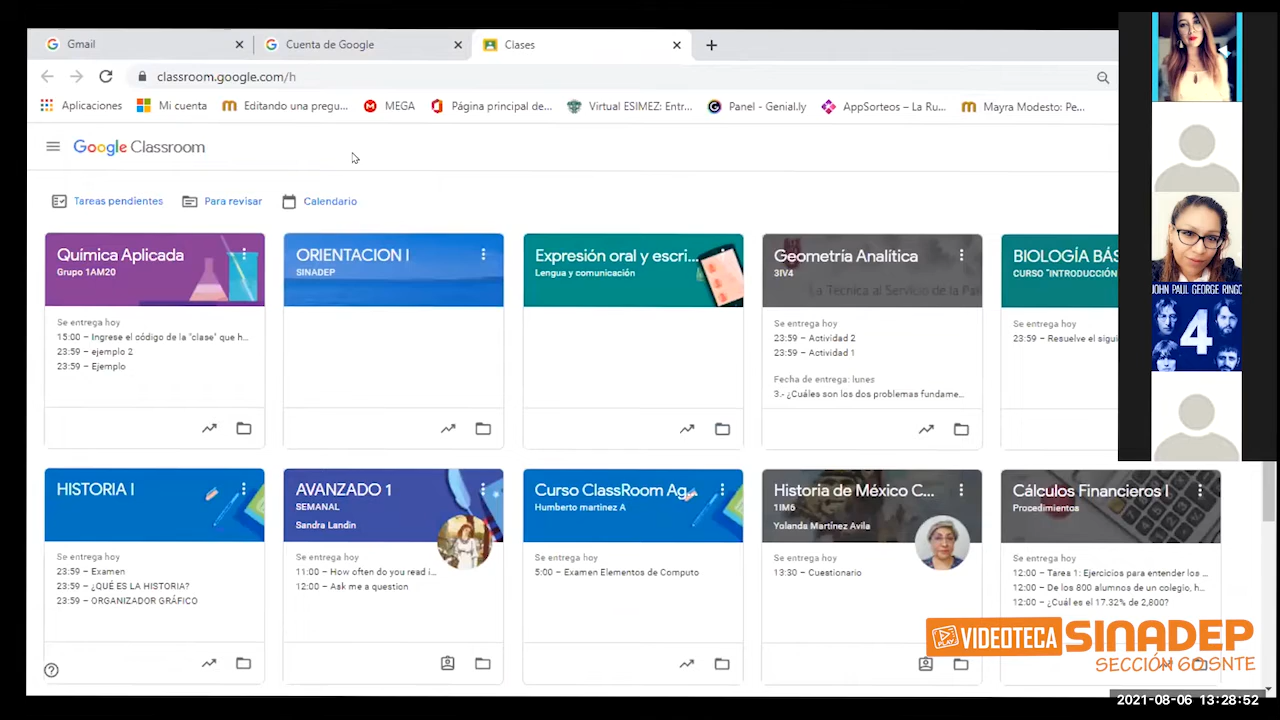 Gmail
Cuenta de Google
Clases
classroom.google.com/h
Aplicaciones
Mi cuenta
Editando una pregu...
MEGA
Página principal de...
Virtual ESIMEZ: Entr...
Panel - Genial.ly
AppSorteos – La Ru...
Mayra Modesto: Pe...
Google Classroom
Tareas pendientes
Para revisar
Calendario
Química Aplicada
Grupo 1AM20
Se entrega hoy
15:00 – Ingrese el código de la "clase" que h...
23:59 – ejemplo 2
23:59 – Ejemplo
ORIENTACION I
SINADEP
Expresión oral y escri...
Lengua y comunicación
Geometría Analítica
3IV4
La Técnica al Servicio de la Pa
Se entrega hoy
23:59 – Actividad 2
23:59 – Actividad 1
Fecha de entrega: lunes
3.- ¿Cuáles son los dos problemas fundame...
BIOLOGÍA BÁS
CURSO "INTRODUCCIÓN
Se entrega hoy
23:59 – Resuelve el sigui
JOHN PAUL GEORGE RINGO
4
HISTORIA I
Se entrega hoy
23:59 – Examen
23:59 – ¿QUÉ ES LA HISTORIA?
23:59 – ORGANIZADOR GRÁFICO
AVANZADO 1
SEMANAL
Sandra Landin
Se entrega hoy
11:00 – How often do you read i...
12:00 – Ask me a question
Curso ClassRoom Ag...
Humberto martinez A
Se entrega hoy
5:00 – Examen Elementos de Computo
Historia de México C...
1IM6
Yolanda Martínez Avila
Se entrega hoy
13:30 – Cuestionario
Cálculos Financieros I
Procedimientos
Se entrega hoy
12:00 – Tarea 1: Ejercicios para entender los ...
12:00 – De los 800 alumnos de un colegio, h...
12:00 – ¿Cuál es el 17.32% de 2,800?
PLAY
VIDEOTECA SINADEP
SECCIÓN 60 SNTE
2021-08-06 13:28:52